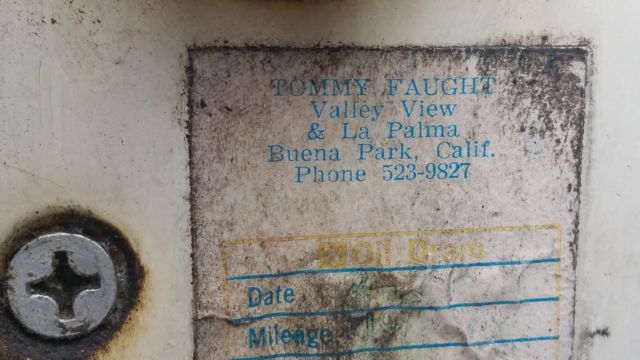 TOMMY FAUGHT
Valley View
& La Palma
Buena Park, Calif.
Phone 523-9827
Oil Drain
Date
Mileage